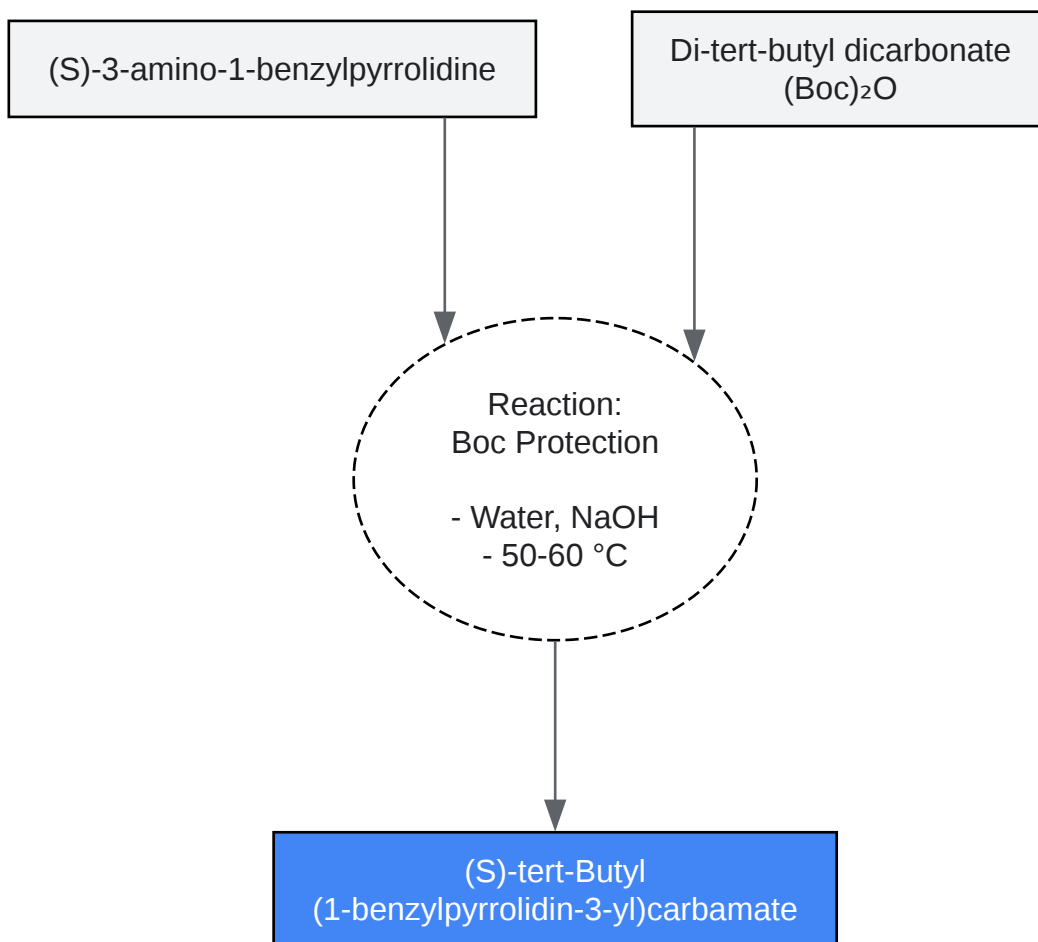 (S)-3-amino-1-benzylpyrrolidine
Di-tert-butyl dicarbonate
(Boc)₂O
Reaction:
Boc Protection
- Water, NaOH
- 50-60 °C
(S)-tert-Butyl
(1-benzylpyrrolidin-3-yl)carbamate